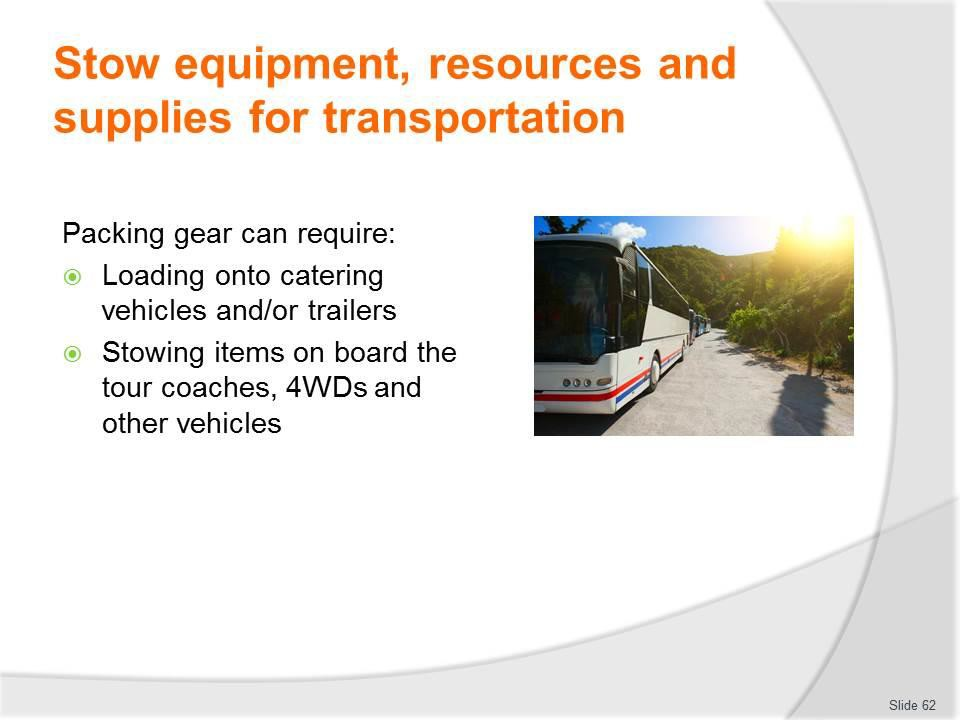 Stow equipment, resources and
supplies for transportation
Packing gear can require:
Loading onto catering
vehicles and/or trailers
Stowing items on board the
tour coaches, 4WDs and
other vehicles
Slide 62